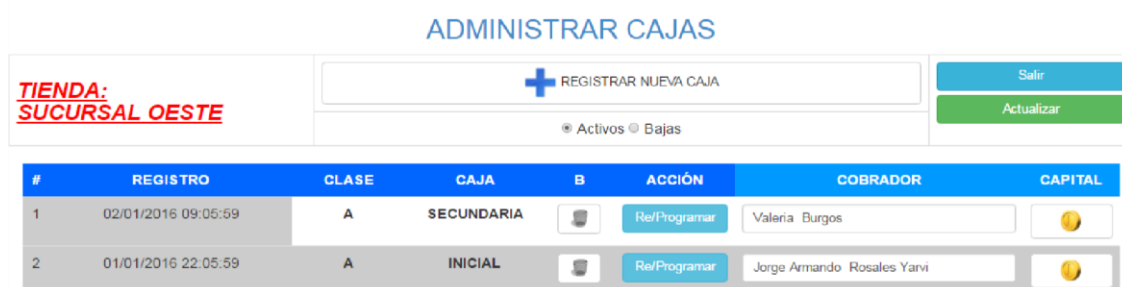 ADMINISTRAR CAJAS
TIENDA:
SUCURSAL OESTE
REGISTRAR NUEVA CAJA
Activos Bajas
Salir
Actualizar
# REGISTRO CLASE CAJA B ACCIÓN COBRADOR CAPITAL
1 02/01/2016 09:05:59 A SECUNDARIA Re/Programar Valeria Burgos
2 01/01/2016 22:05:59 A INICIAL Re/Programar Jorge Armando Rosales Yarvi